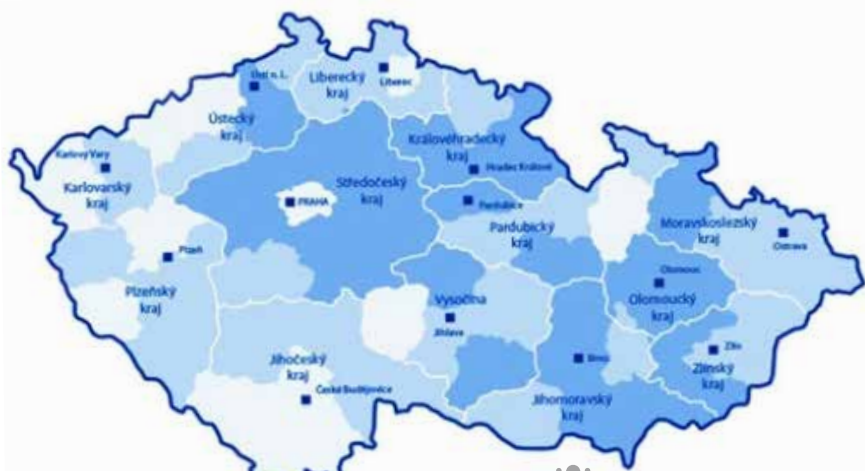 Ústí n. L.
Liberecký
kraj
Liberec
Ústecký
kraj
Karlovy Vary
Karlovarský
kraj
Královéhradecký
kraj
Hradec Králové
Středočeský
kraj
PRAHA
Pardubice
Pardubický
kraj
Moravskoslezský
kraj
Ostrava
Plzeň
Plzeňský
kraj
Olomouc
Olomoucký
kraj
Vysočina
Jihlava
Jihočeský
kraj
České Budějovice
Brno
Jihomoravský
kraj
Zlín
Zlínský
kraj